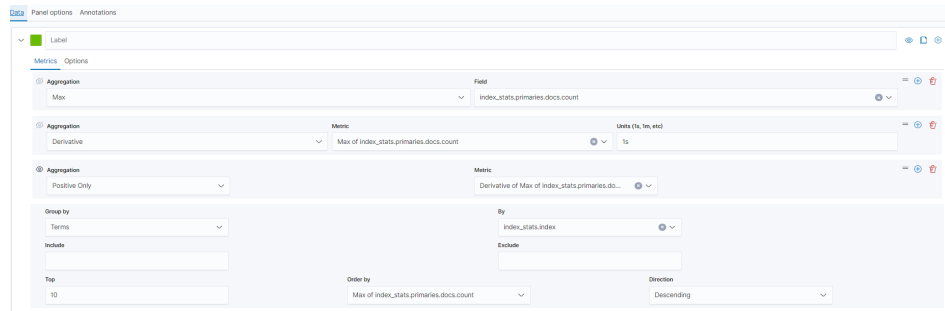 Data Panel options Annotations
Label
Metrics Options
Aggregation Field
Max index_stats.primaries.docs.count
Aggregation Metric Units (1s, 1m, etc)
Derivative Max of index_stats.primaries.docs.count 1s
Aggregation Metric
Positive Only Derivative of Max of index_stats.primaries.do...
Group by By
Terms index_stats.index
Include Exclude
Top Order by Direction
10 Max of index_stats.primaries.docs.count Descending